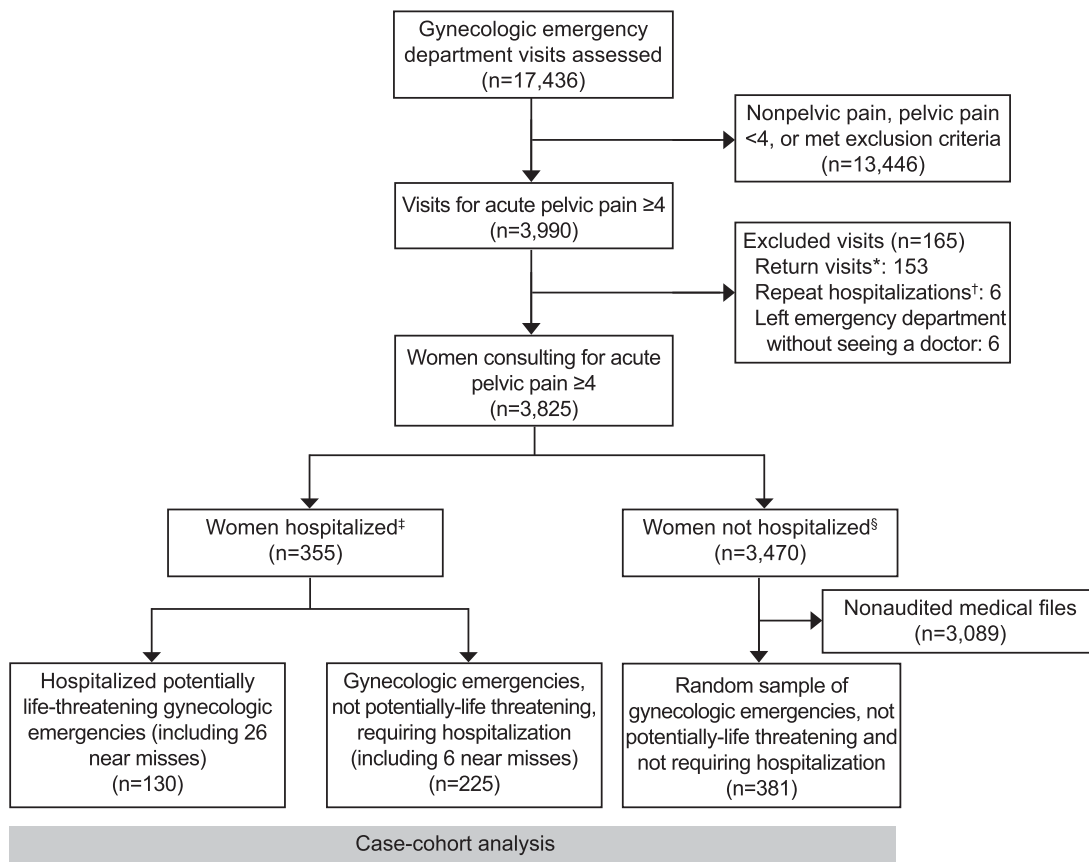 Gynecologic emergency
department visits assessed
(n=17,436)
Nonpelvic pain, pelvic pain
<4, or met exclusion criteria
(n=13,446)
Visits for acute pelvic pain ≥4
(n=3,990)
Excluded visits (n=165)
Return visits*: 153
Repeat hospitalizations†: 6
Left emergency department
without seeing a doctor: 6
Women consulting for acute
pelvic pain ≥4
(n=3,825)
Women hospitalized‡
(n=355)
Women not hospitalized§
(n=3,470)
Nonaudited medical files
(n=3,089)
Hospitalized potentially
life-threatening gynecologic
emergencies (including 26
near misses)
(n=130)
Gynecologic emergencies,
not potentially-life threatening,
requiring hospitalization
(including 6 near misses)
(n=225)
Random sample of
gynecologic emergencies, not
potentially-life threatening and
not requiring hospitalization
(n=381)
Case-cohort analysis